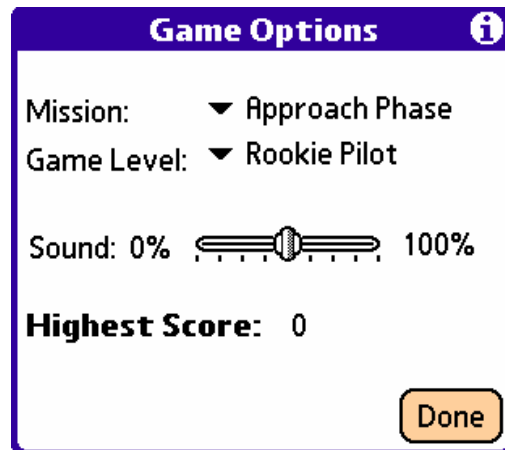 Game Options i
Mission: Approach Phase
Game Level: Rookie Pilot
Sound: 0% 100%
Highest Score: 0
Done